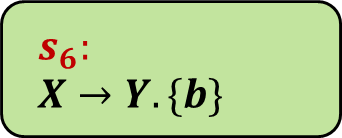 s₆:
X → Y. {b}